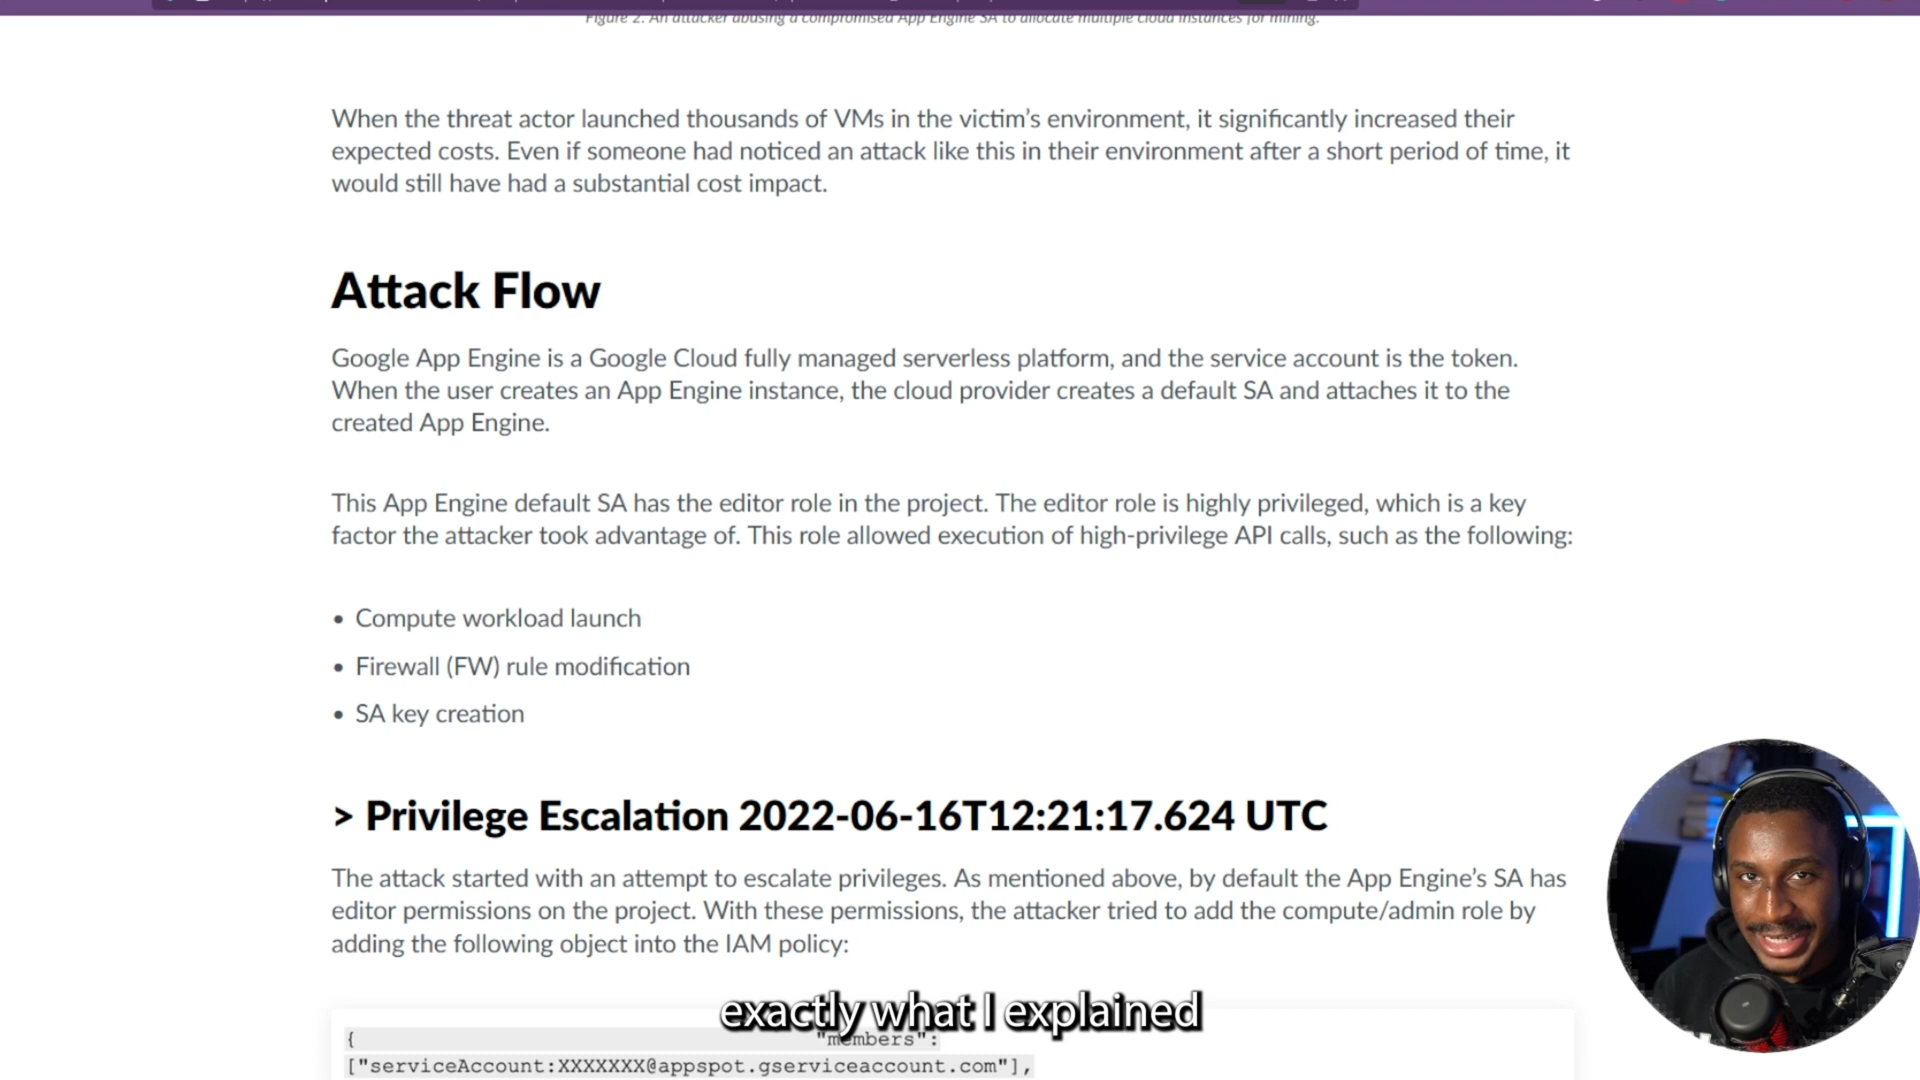 Figure 2. An attacker abusing a compromised App Engine SA to allocate multiple cloud instances for mining.
When the threat actor launched thousands of VMs in the victim’s environment, it significantly increased their
expected costs. Even if someone had noticed an attack like this in their environment after a short period of time, it
would still have had a substantial cost impact.
Attack Flow
Google App Engine is a Google Cloud fully managed serverless platform, and the service account is the token.
When the user creates an App Engine instance, the cloud provider creates a default SA and attaches it to the
created App Engine.
This App Engine default SA has the editor role in the project. The editor role is highly privileged, which is a key
factor the attacker took advantage of. This role allowed execution of high-privilege API calls, such as the following:
• Compute workload launch
• Firewall (FW) rule modification
• SA key creation
> Privilege Escalation 2022-06-16T12:21:17.624 UTC
The attack started with an attempt to escalate privileges. As mentioned above, by default the App Engine’s SA has
editor permissions on the project. With these permissions, the attacker tried to add the compute/admin role by
adding the following object into the IAM policy:
exactly what I explained
{ "members":
["serviceAccount:XXXXXXX@appspot.gserviceaccount.com"],